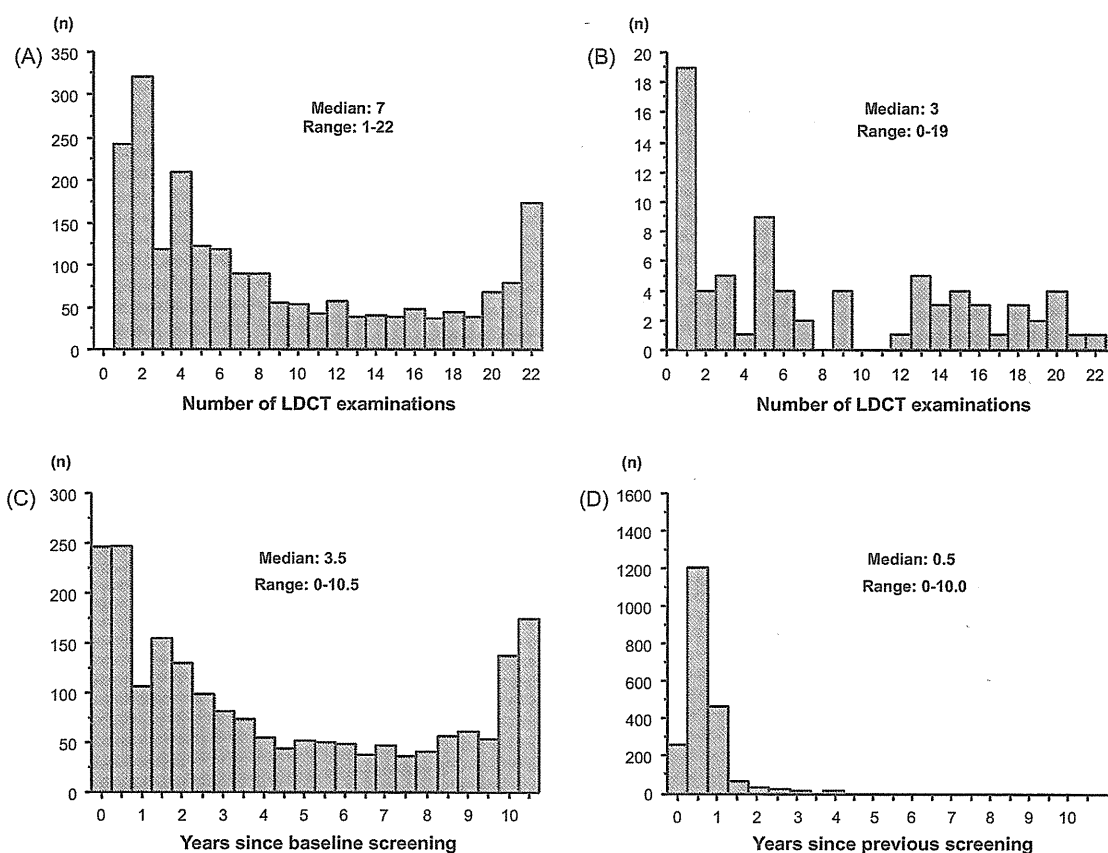 (n)
(A)
350
300
250
200
150
100
50
0
Median: 7
Range: 1-22
0 2 4 6 8 10 12 14 16 18 20 22
Number of LDCT examinations
(n)
(B)
20
18
16
14
12
10
8
6
4
2
0
Median: 3
Range: 0-19
0 2 4 6 8 10 12 14 16 18 20 22
Number of LDCT examinations
(n)
(C)
300
250
200
150
100
50
0
Median: 3.5
Range: 0-10.5
0 1 2 3 4 5 6 7 8 9 10
Years since baseline screening
(n)
(D)
1600
1400
1200
1000
800
600
400
200
0
Median: 0.5
Range: 0-10.0
0 1 2 3 4 5 6 7 8 9 10
Years since previous screening